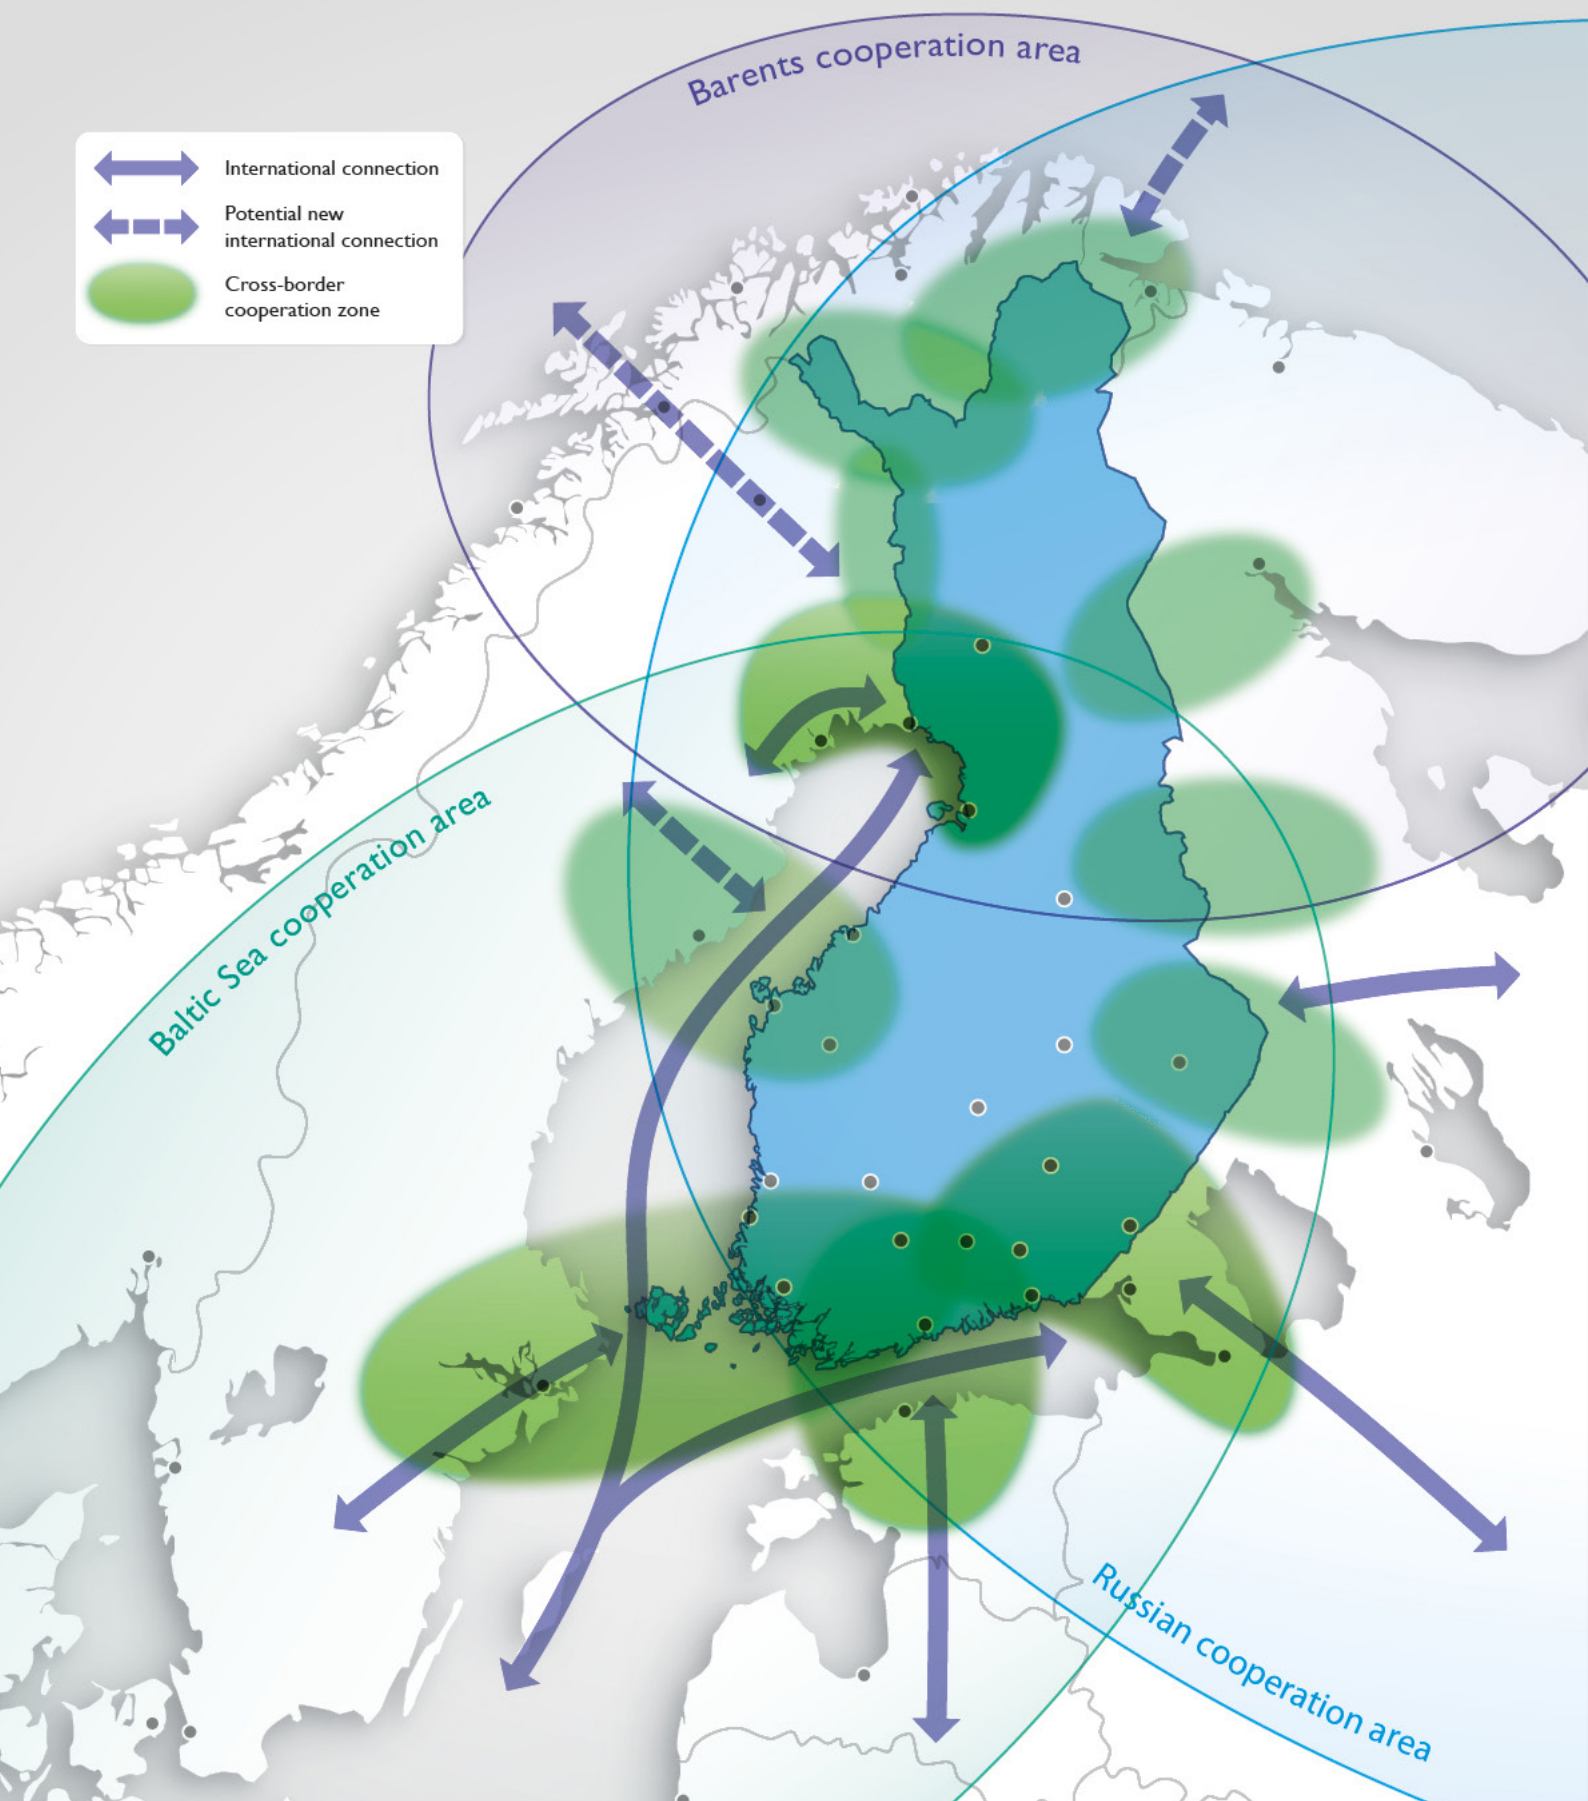 Barents cooperation area
International connection
Potential new
international connection
Cross-border
cooperation zone
Baltic Sea cooperation area
Russian cooperation area